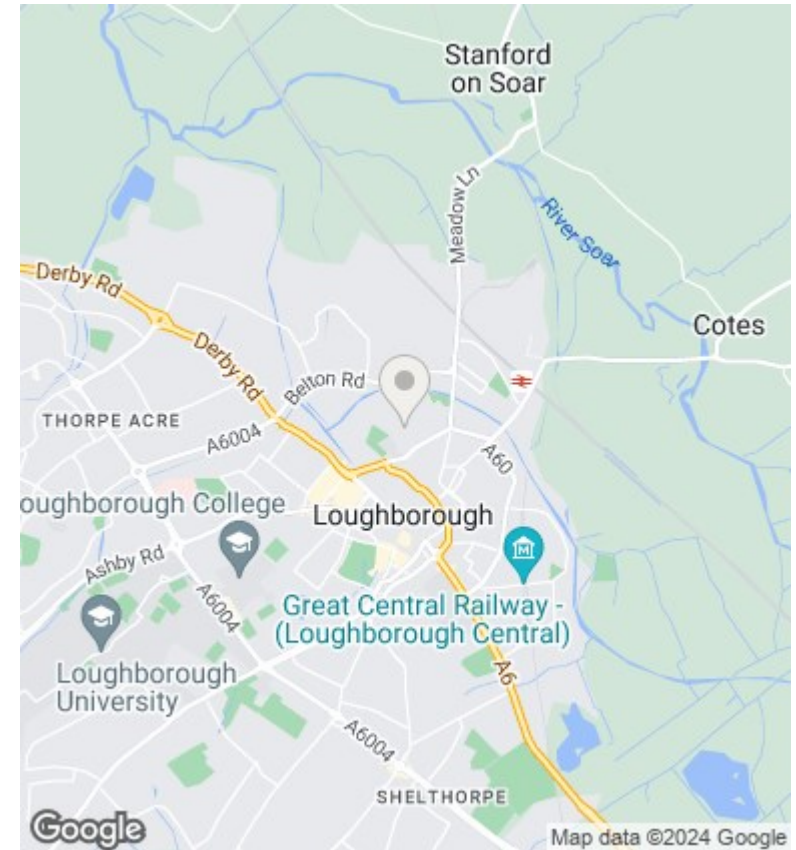 Stanford
on Soar
Meadow Ln
River Soar
Derby Rd
Cotes
Derby Rd
Belton Rd
THORPE ACRE
A6004
A60
oughborough College
Loughborough
Ashby Rd
A6004
Great Central Railway -
(Loughborough Central)
Loughborough
University
A6
A6004
SHELTHORPE
Google
Map data ©2024 Google